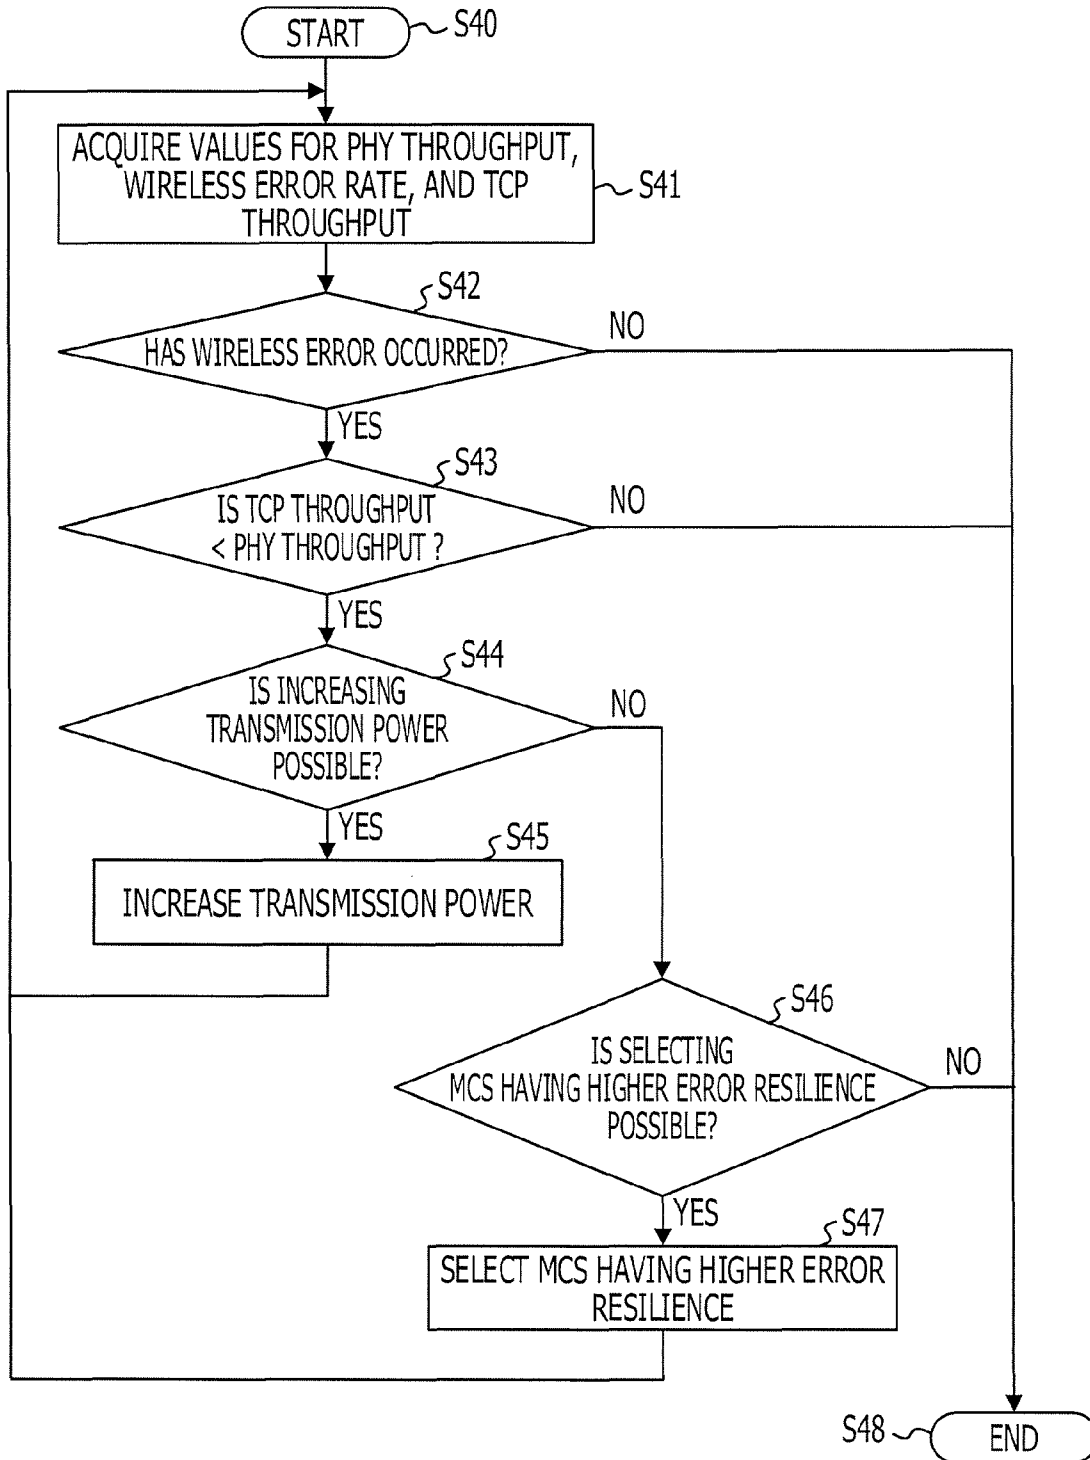 START
S40
ACQUIRE VALUES FOR PHY THROUGHPUT,
WIRELESS ERROR RATE, AND TCP
THROUGHPUT
S41
S42
HAS WIRELESS ERROR OCCURRED?
NO
YES
S43
IS TCP THROUGHPUT
< PHY THROUGHPUT ?
NO
YES
S44
IS INCREASING
TRANSMISSION POWER
POSSIBLE?
NO
YES
S45
INCREASE TRANSMISSION POWER
S46
IS SELECTING
MCS HAVING HIGHER ERROR RESILIENCE
POSSIBLE?
NO
YES
S47
SELECT MCS HAVING HIGHER ERROR
RESILIENCE
S48
END